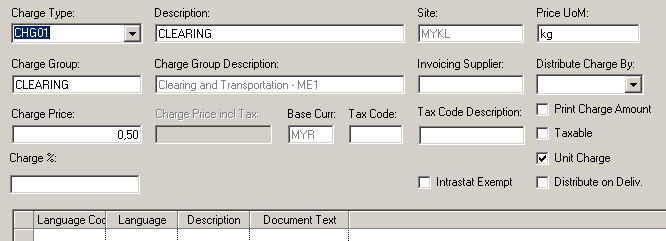 Charge Type: Description: Site: Price UoM:
CHG01 CLEARING MYKL kg
Charge Group: Charge Group Description: Invoicing Supplier: Distribute Charge By:
CLEARING Clearing and Transportation - ME1
Charge Price: Charge Price incl Tax: Base Curr: Tax Code: Tax Code Description: Print Charge Amount
0,50 MYR Taxable
Charge %: Unit Charge
Intrastat Exempt Distribute on Deliv.
Language Coc Language Description Document Text